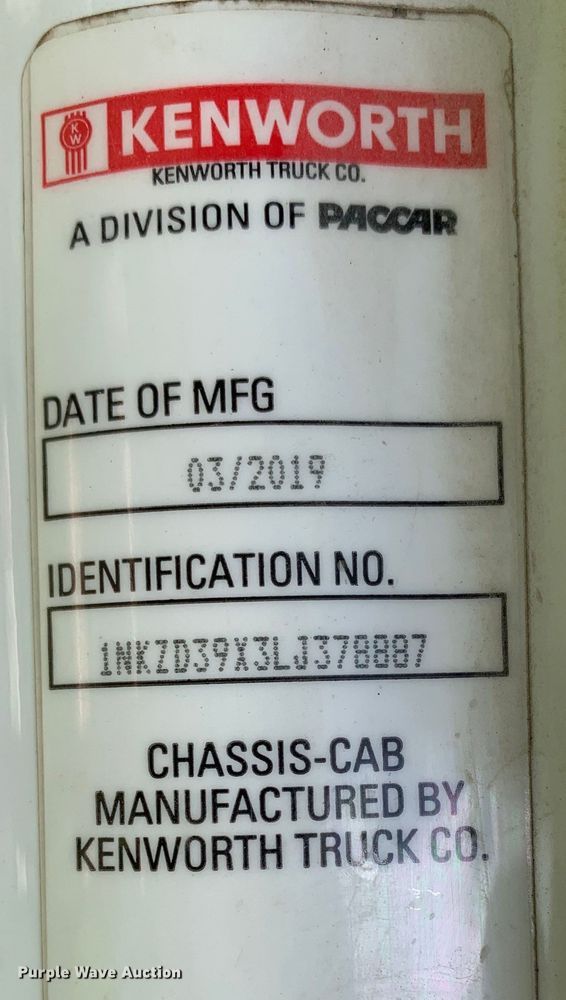 KW KENWORTH
KENWORTH TRUCK CO.
A DIVISION OF PACCAR
DATE OF MFG
03/2019
IDENTIFICATION NO.
1NKZD39X3LJ378887
CHASSIS-CAB
MANUFACTURED BY
KENWORTH TRUCK CO.
Purple Wave Auction